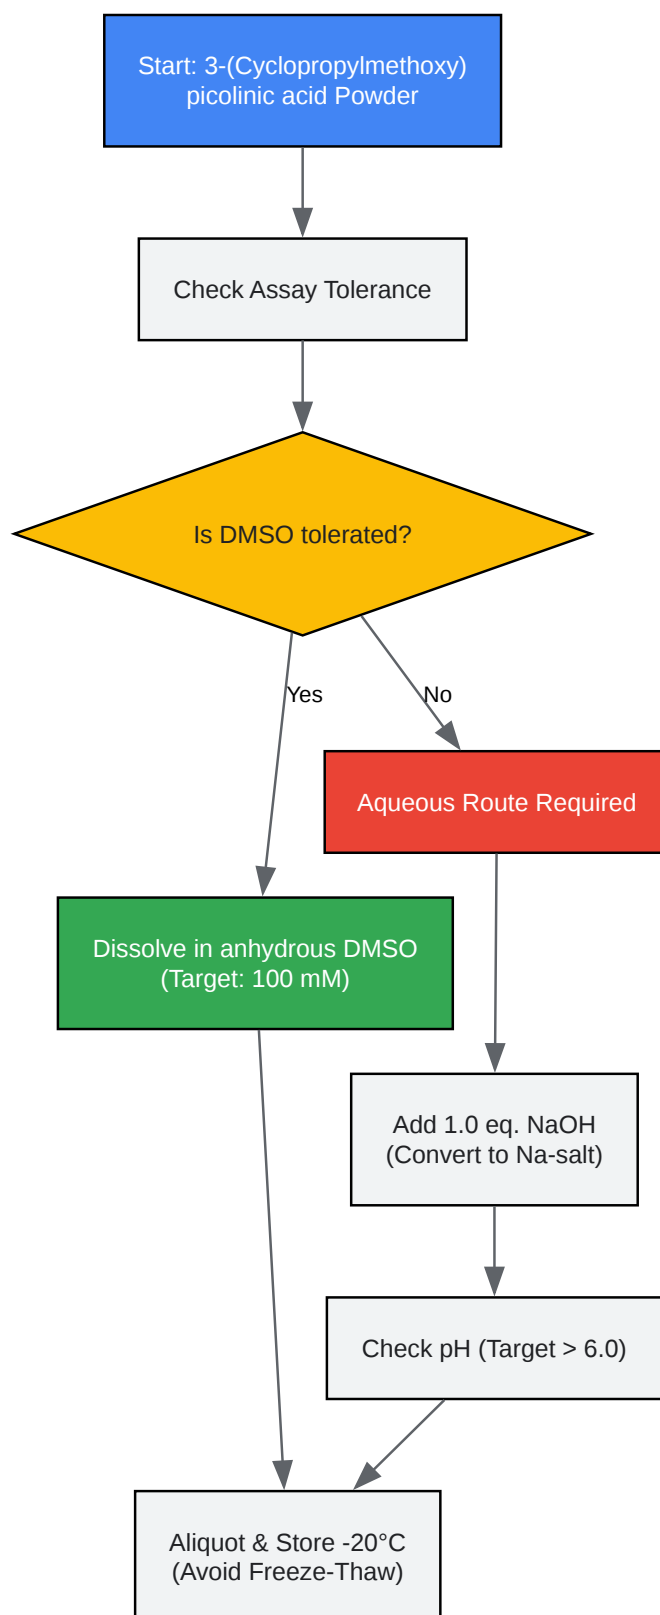 Start: 3-(Cyclopropylmethoxy)
picolinic acid Powder
Check Assay Tolerance
Is DMSO tolerated?
Yes
No
Aqueous Route Required
Dissolve in anhydrous DMSO
(Target: 100 mM)
Add 1.0 eq. NaOH
(Convert to Na-salt)
Check pH (Target > 6.0)
Aliquot & Store -20°C
(Avoid Freeze-Thaw)